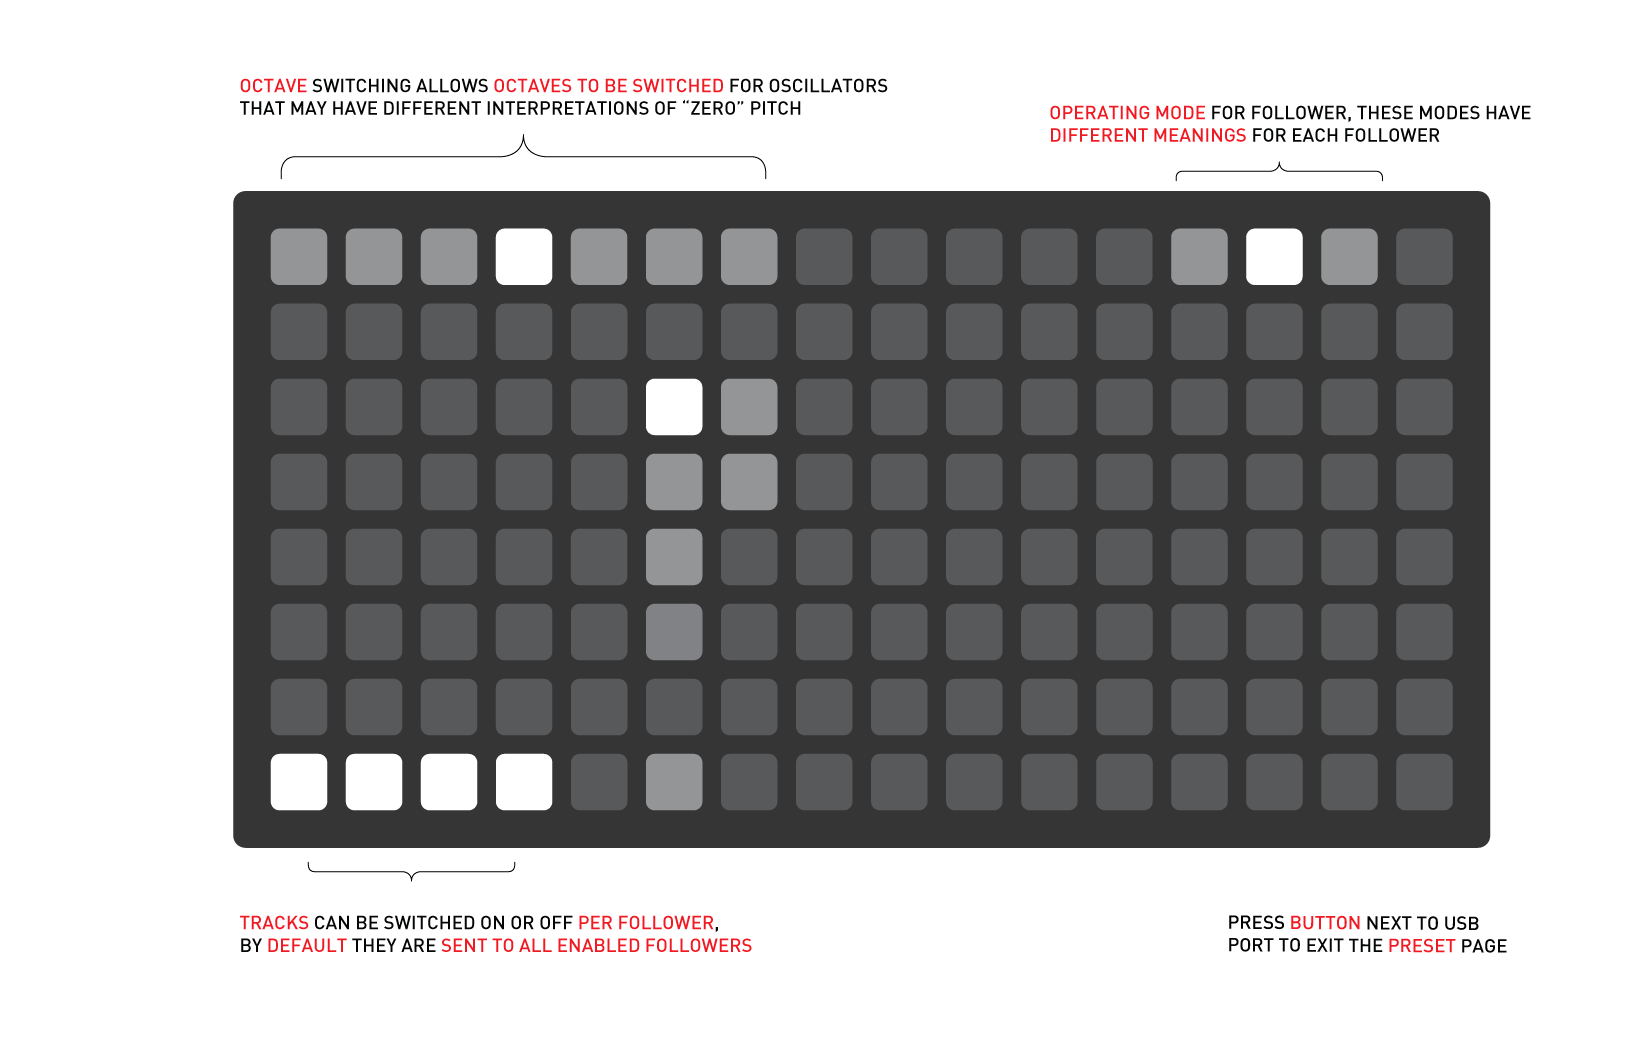 OCTAVE SWITCHING ALLOWS OCTAVES TO BE SWITCHED FOR OSCILLATORS
THAT MAY HAVE DIFFERENT INTERPRETATIONS OF “ZERO” PITCH
OPERATING MODE FOR FOLLOWER, THESE MODES HAVE
DIFFERENT MEANINGS FOR EACH FOLLOWER
TRACKS CAN BE SWITCHED ON OR OFF PER FOLLOWER,
BY DEFAULT THEY ARE SENT TO ALL ENABLED FOLLOWERS
PRESS BUTTON NEXT TO USB
PORT TO EXIT THE PRESET PAGE